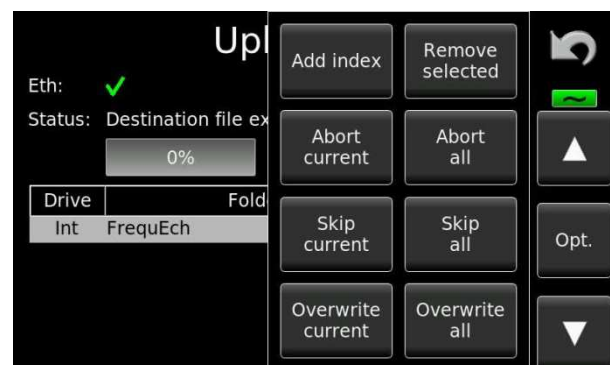 Upl
Eth:
Status: Destination file ex
0%
Drive Fold
Int FrequEch
Add index
Remove
selected
Abort
current
Abort
all
Skip
current
Skip
all
Overwrite
current
Overwrite
all
Opt.